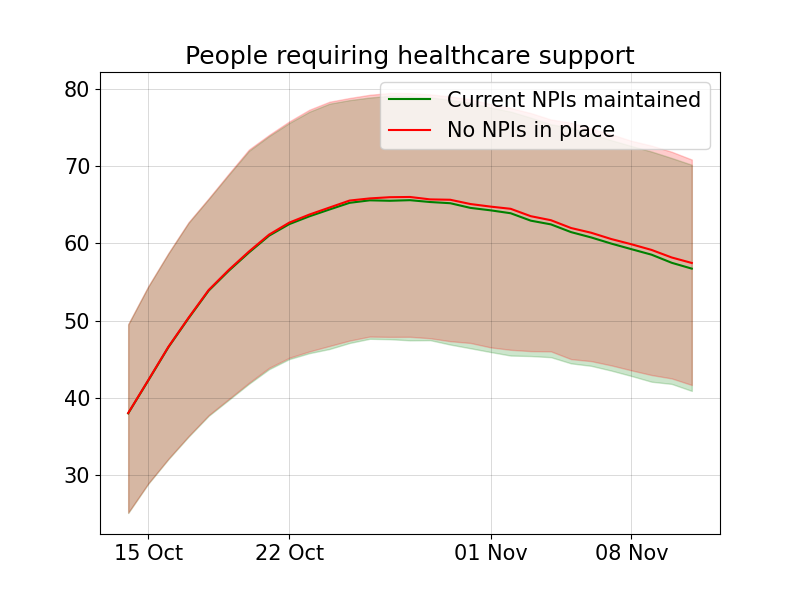 People requiring healthcare support
Current NPIs maintained
No NPIs in place
80
70
60
50
40
30
15 Oct
22 Oct
01 Nov
08 Nov